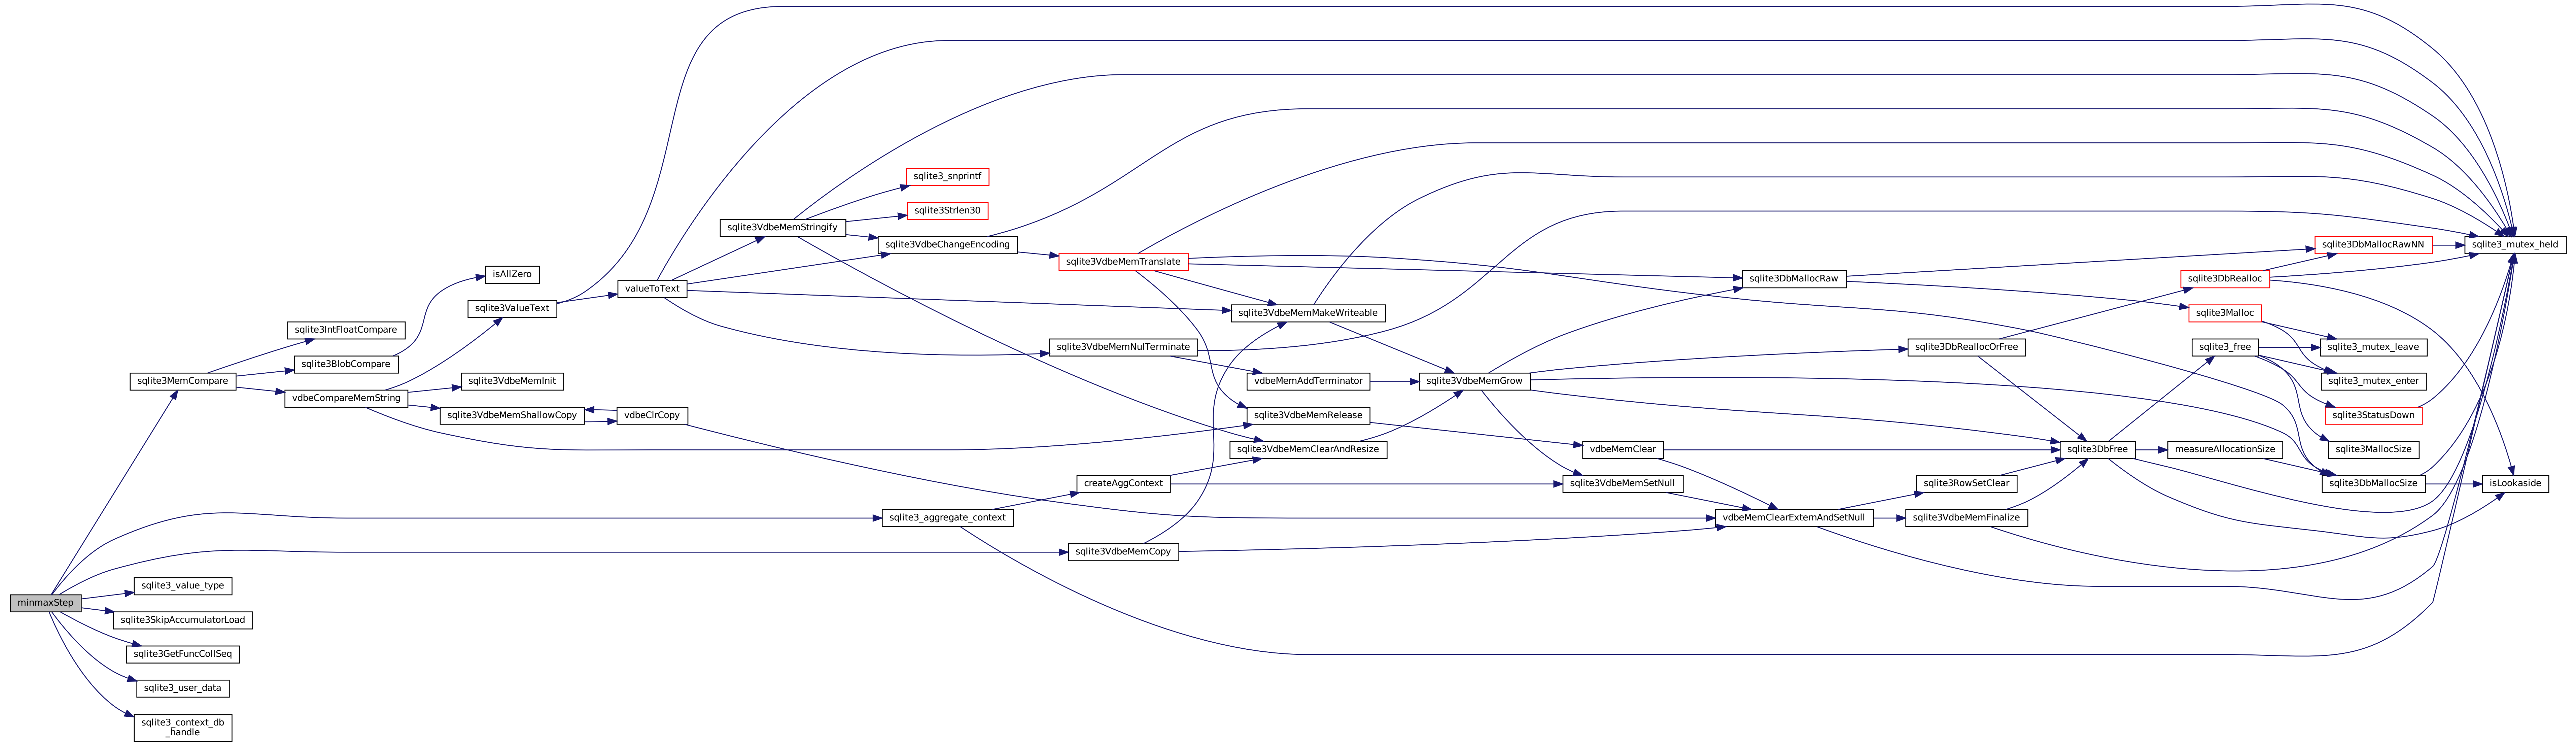 minmaxStep
sqlite3MemCompare
sqlite3_value_type
sqlite3SkipAccumulatorLoad
sqlite3GetFuncCollSeq
sqlite3_user_data
sqlite3_context_db
_handle
sqlite3IntFloatCompare
sqlite3BlobCompare
vdbeCompareMemString
isAllZero
sqlite3ValueText
sqlite3VdbeMemInit
sqlite3VdbeMemShallowCopy
valueToText
vdbeClrCopy
sqlite3VdbeMemStringify
sqlite3_snprintf
sqlite3Strlen30
sqlite3VdbeChangeEncoding
sqlite3_aggregate_context
sqlite3VdbeMemTranslate
sqlite3VdbeMemNulTerminate
createAggContext
sqlite3VdbeMemCopy
sqlite3VdbeMemMakeWriteable
vdbeMemAddTerminator
sqlite3VdbeMemRelease
sqlite3VdbeMemClearAndResize
sqlite3VdbeMemGrow
vdbeMemClear
sqlite3VdbeMemSetNull
sqlite3DbMallocRaw
vdbeMemClearExternAndSetNull
sqlite3DbReallocOrFree
sqlite3RowSetClear
sqlite3VdbeMemFinalize
sqlite3DbFree
sqlite3DbRealloc
sqlite3Malloc
sqlite3_free
measureAllocationSize
sqlite3DbMallocRawNN
sqlite3_mutex_leave
sqlite3_mutex_enter
sqlite3StatusDown
sqlite3MallocSize
sqlite3DbMallocSize
sqlite3_mutex_held
isLookaside